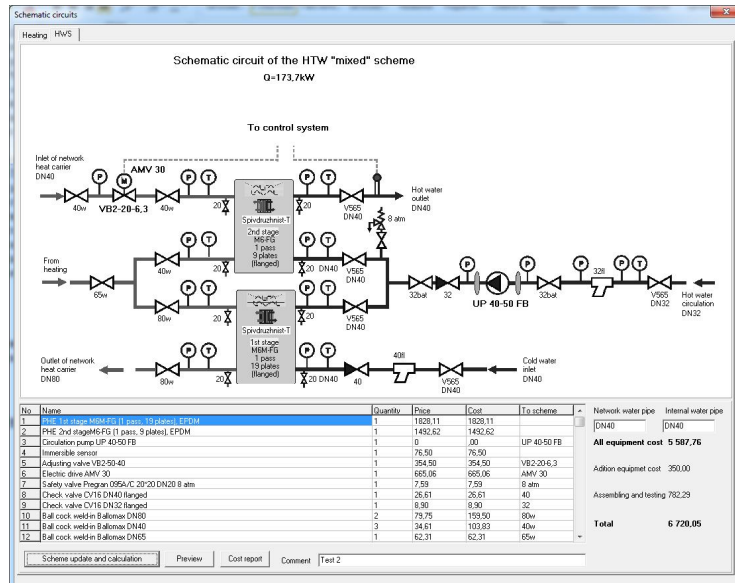 Schematic circuits
Heating HWS
Schematic circuit of the HTW "mixed" scheme
Q=173,7kW
To control system
Inlet of network
heat carrier
DN40
P
M
AMV 30
P T
P T
40w
VB2-20-6,3
40w
20
20
V565
DN40
Hot water
outlet
DN40
8 atm
Spivdruzhnist-T
2nd stage
M6-FG
1 pass
9 plates
(flanged)
From
heating
65w
P T
40w
20
P T
20 DN40
V565
DN40
P T
80w
20
P T
20
V565
DN40
32bat
32
P
UP 40-50 FB
P
32bat
32fl
P T
V565
DN32
Hot water
circulation
DN32
Spivdruzhnist-T
1st stage
M6M-FG
1 pass
19 plates
(flanged)
Outlet of network
heat carrier
DN80
P T
80w
20
P T
20 DN40
40
40fl
V565
DN40
Cold water
inlet
DN40
No Name Quantity Price Cost To scheme
1 PHE 1st stage M6M-FG (1 pass, 19 plates), EPDM 1 1828,11 1828,11
2 PHE 2nd stageM6-FG (1 pass, 9 plates), EPDM 1 1492,62 1492,62
3 Circulation pump UP 40-50 FB 1 0 ,00 UP 40-50 FB
4 Immersible sensor 1 76,50 76,50
5 Adjusting valve VB2-50-40 1 354,50 354,50 VB2-20-6,3
6 Electric drive AMV 30 1 665,06 665,06 AMV 30
7 Safety valve Pregran 095A/C 20*20 DN20 8 atm 1 7,59 7,59 8 atm
8 Check valve CV16 DN40 flanged 1 26,61 26,61 40
9 Check valve CV16 DN32 flanged 1 8,90 8,90 32
10 Ball cock weld-in Ballomax DN80 2 79,75 159,50 80w
11 Ball cock weld-in Ballomax DN40 3 34,61 103,83 40w
12 Ball cock weld-in Ballomax DN65 1 62,31 62,31 65w
Network water pipe Internal water pipe
DN40 DN40
All equipment cost 5 587,76
Adition equipmet cost 350,00
Assembling and testing 782,29
Total 6 720,05
Scheme update and calculation Preview Cost report Comment Test 2